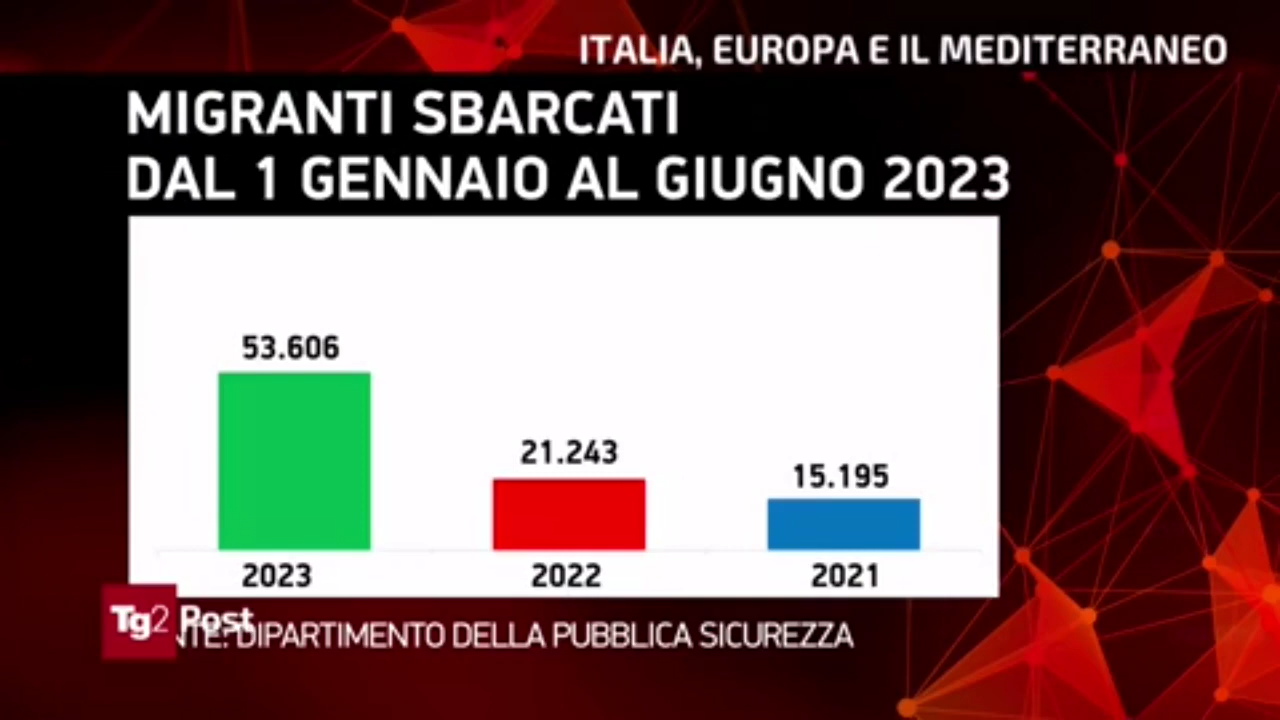 ITALIA, EUROPA E IL MEDITERRANEO
MIGRANTI SBARCATI
DAL 1 GENNAIO AL GIUGNO 2023
53.606
21.243
15.195
2023
2022
2021
Tg2 Post
DIPARTIMENTO DELLA PUBBLICA SICUREZZA